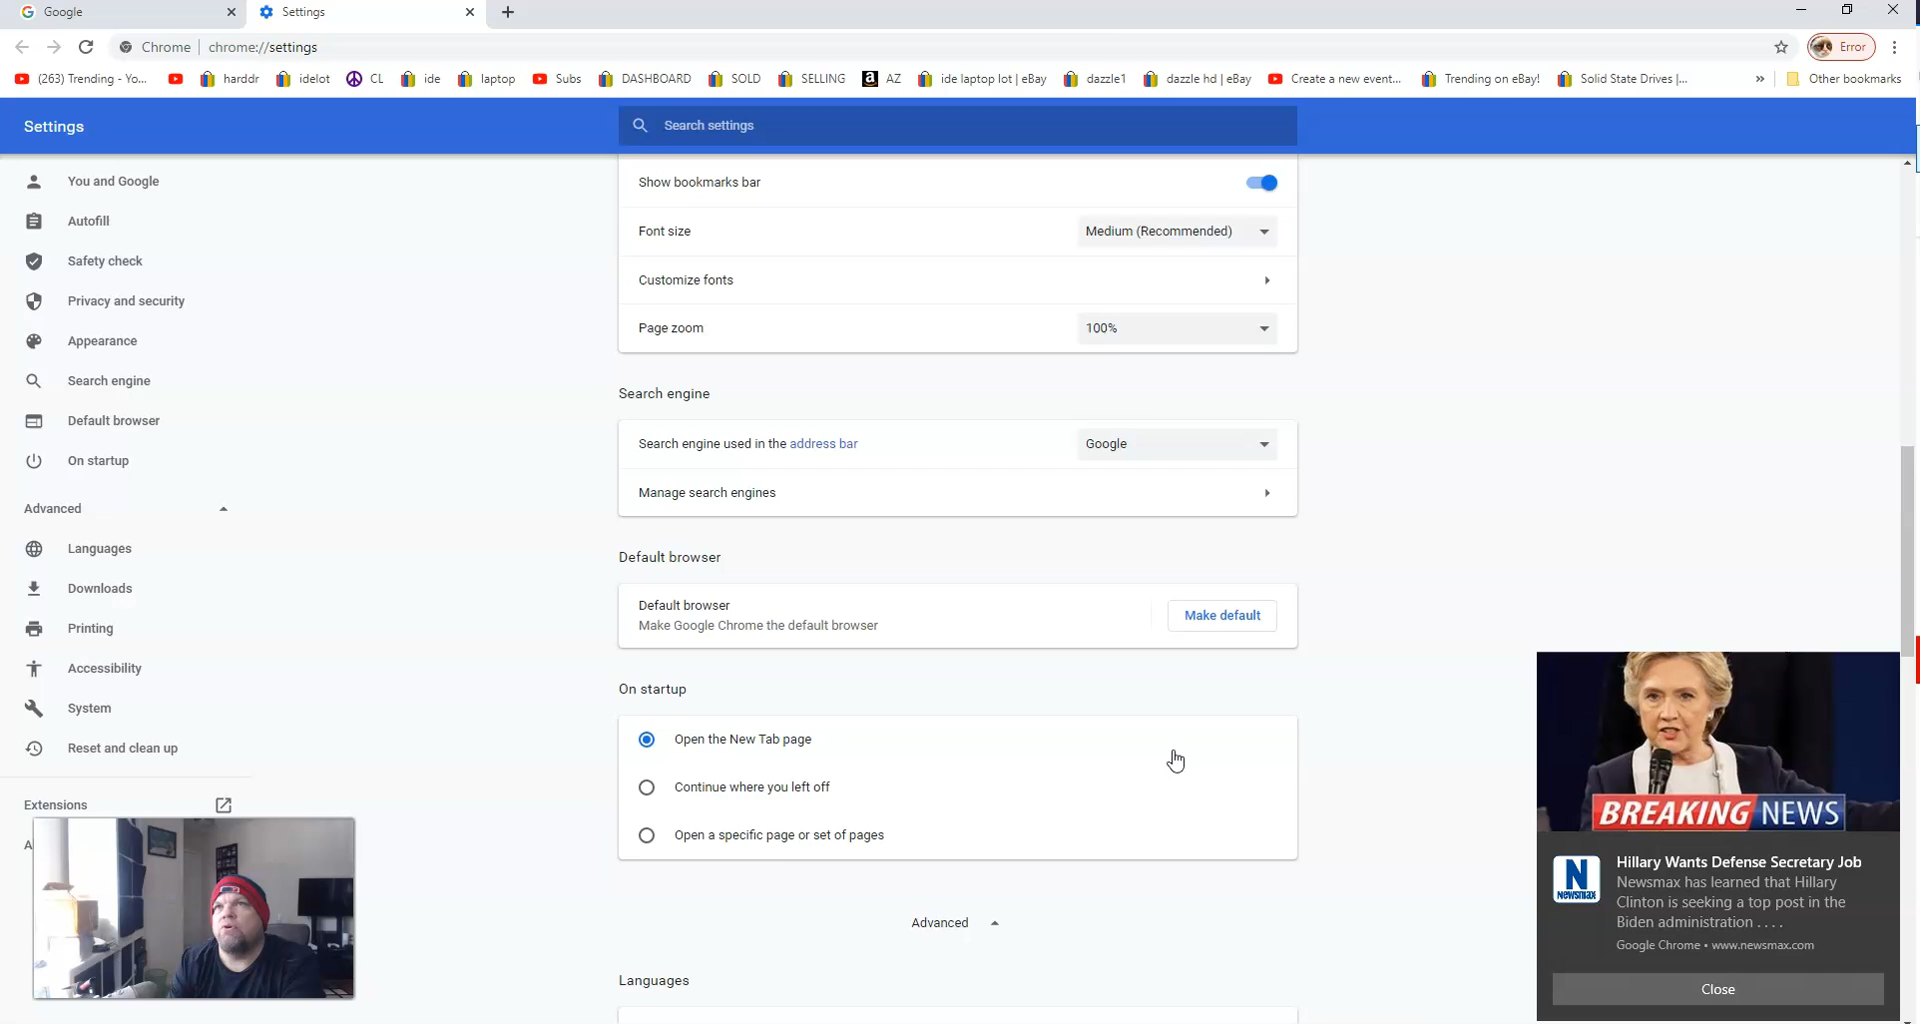 Google
Settings
Chrome
chrome://settings
Error
(263) Trending - Yo...
harddr
idelot
CL
ide
laptop
Subs
DASHBOARD
SOLD
SELLING
AZ
ide laptop lot | eBay
dazzle1
dazzle hd | eBay
Create a new event...
Trending on eBay!
Solid State Drives |...
»
Other bookmarks
Settings
Search settings
You and Google
Autofill
Safety check
Privacy and security
Appearance
Search engine
Default browser
On startup
Advanced
Languages
Downloads
Printing
Accessibility
System
Reset and clean up
Extensions
A
Show bookmarks bar
Font size
Medium (Recommended)
Customize fonts
Page zoom
100%
Search engine
Search engine used in the address bar
Google
Manage search engines
Default browser
Default browser
Make Google Chrome the default browser
Make default
On startup
Open the New Tab page
Continue where you left off
Open a specific page or set of pages
Advanced
Languages
BREAKING NEWS
N
Newsmax
Hillary Wants Defense Secretary Job
Newsmax has learned that Hillary
Clinton is seeking a top post in the
Biden administration . . . .
Google Chrome • www.newsmax.com
Close